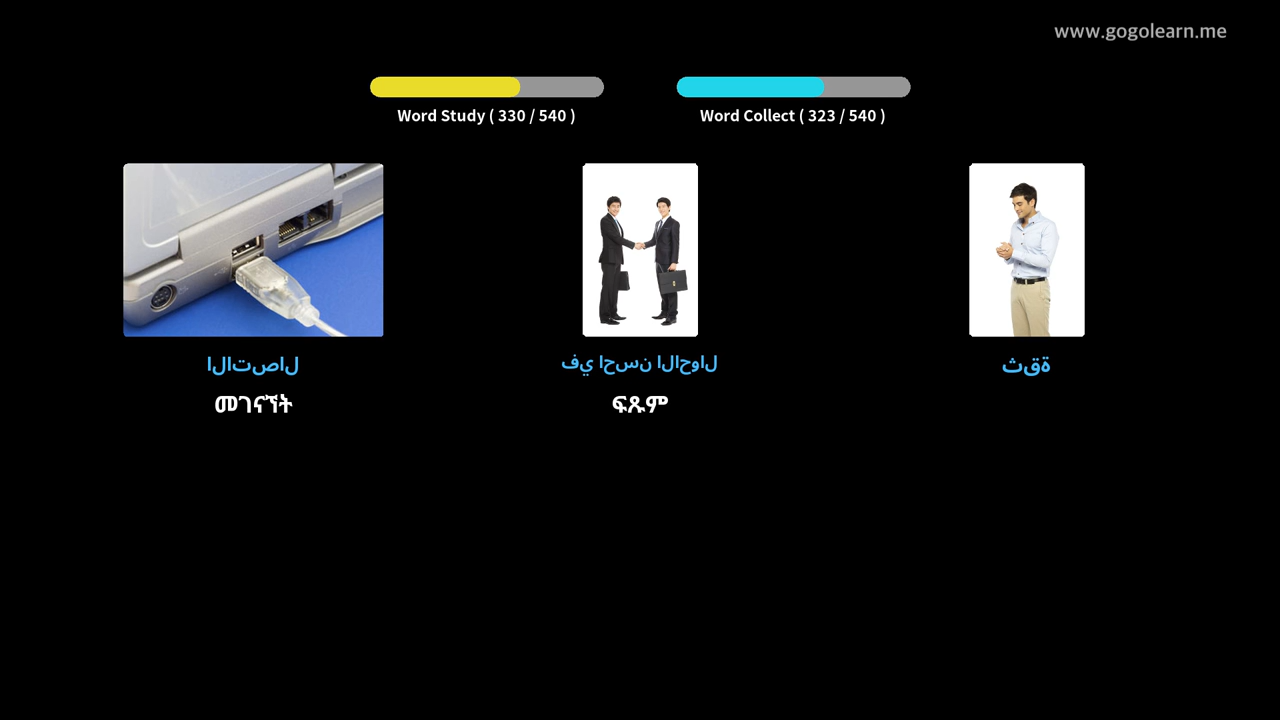 www.gogolearn.me
Word Study ( 330 / 540 )
Word Collect ( 323 / 540 )
الاتصال
في احسن الاحوال
ثقة
መገናኘት
ፍጹም